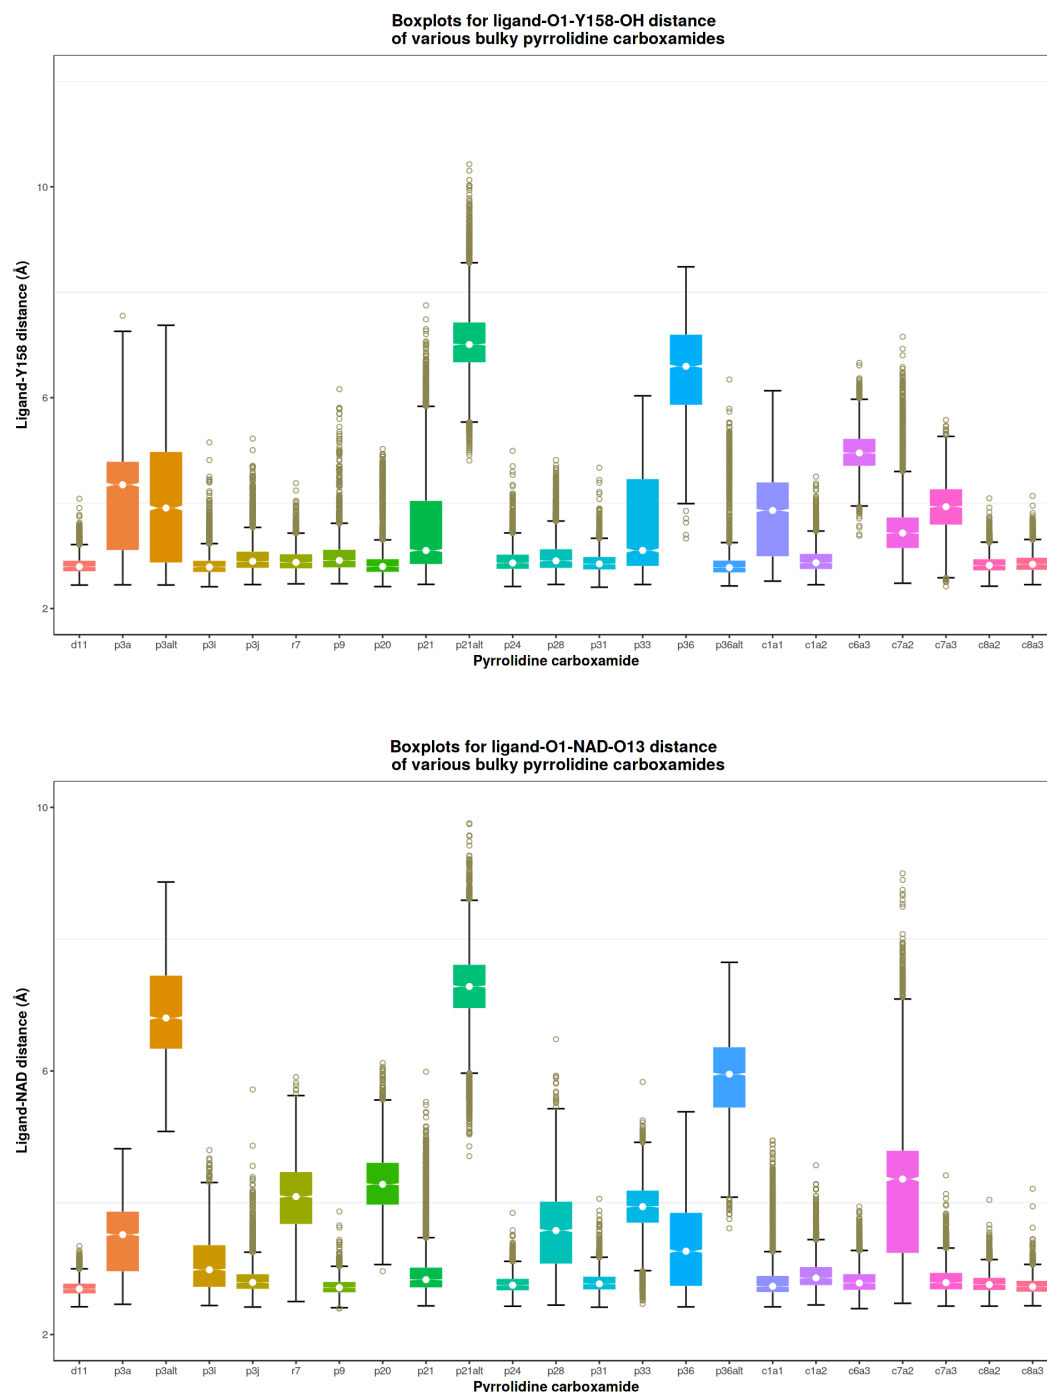 Boxplots for ligand-O1-Y158-OH distance
of various bulky pyrrolidine carboxamides
Ligand-Y158 distance (Å)
10
6
2
d11 p3a p3alt p3i p3j r7 p9 p20 p21 p21alt p24 p28 p31 p33 p36 p36alt c1a1 c1a2 c6a3 c7a2 c7a3 c8a2 c8a3
Pyrrolidine carboxamide
Boxplots for ligand-O1-NAD-O13 distance
of various bulky pyrrolidine carboxamides
Ligand-NAD distance (Å)
10
6
2
d11 p3a p3alt p3i p3j r7 p9 p20 p21 p21alt p24 p28 p31 p33 p36 p36alt c1a1 c1a2 c6a3 c7a2 c7a3 c8a2 c8a3
Pyrrolidine carboxamide